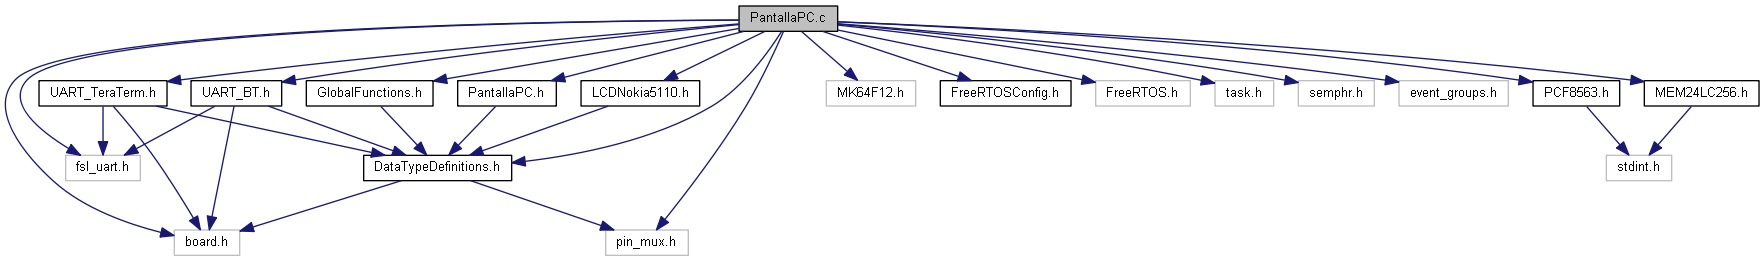 PantallaPC.c
UART_TeraTerm.h
UART_BT.h
GlobalFunctions.h
PantallaPC.h
LCDNokia5110.h
MK64F12.h
FreeRTOSConfig.h
FreeRTOS.h
task.h
semphr.h
event_groups.h
PCF8563.h
MEM24LC256.h
fsl_uart.h
DataTypeDefinitions.h
stdint.h
board.h
pin_mux.h